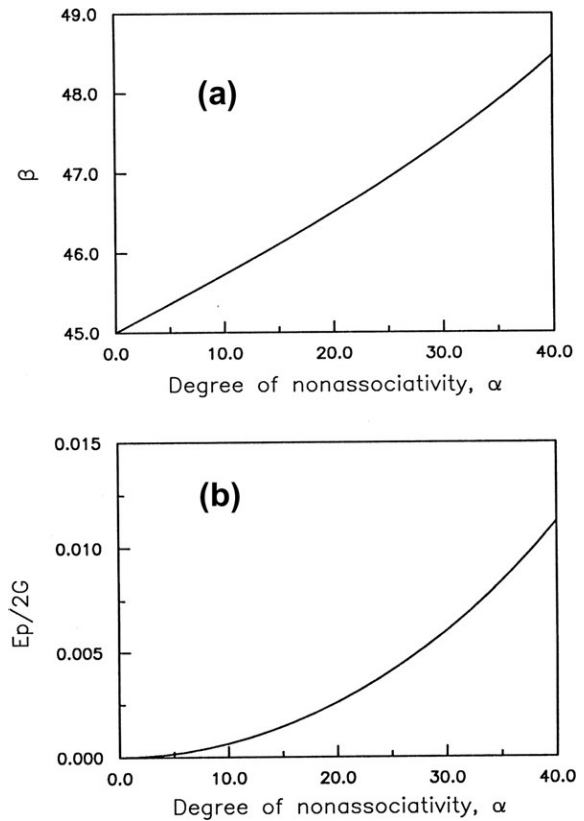 49.0
(a)
48.0
β
47.0
46.0
45.0
0.0 10.0 20.0 30.0 40.0
Degree of nonassociativity, α
0.015
(b)
0.010
Ep/2G
0.005
0.000
0.0 10.0 20.0 30.0 40.0
Degree of nonassociativity, α